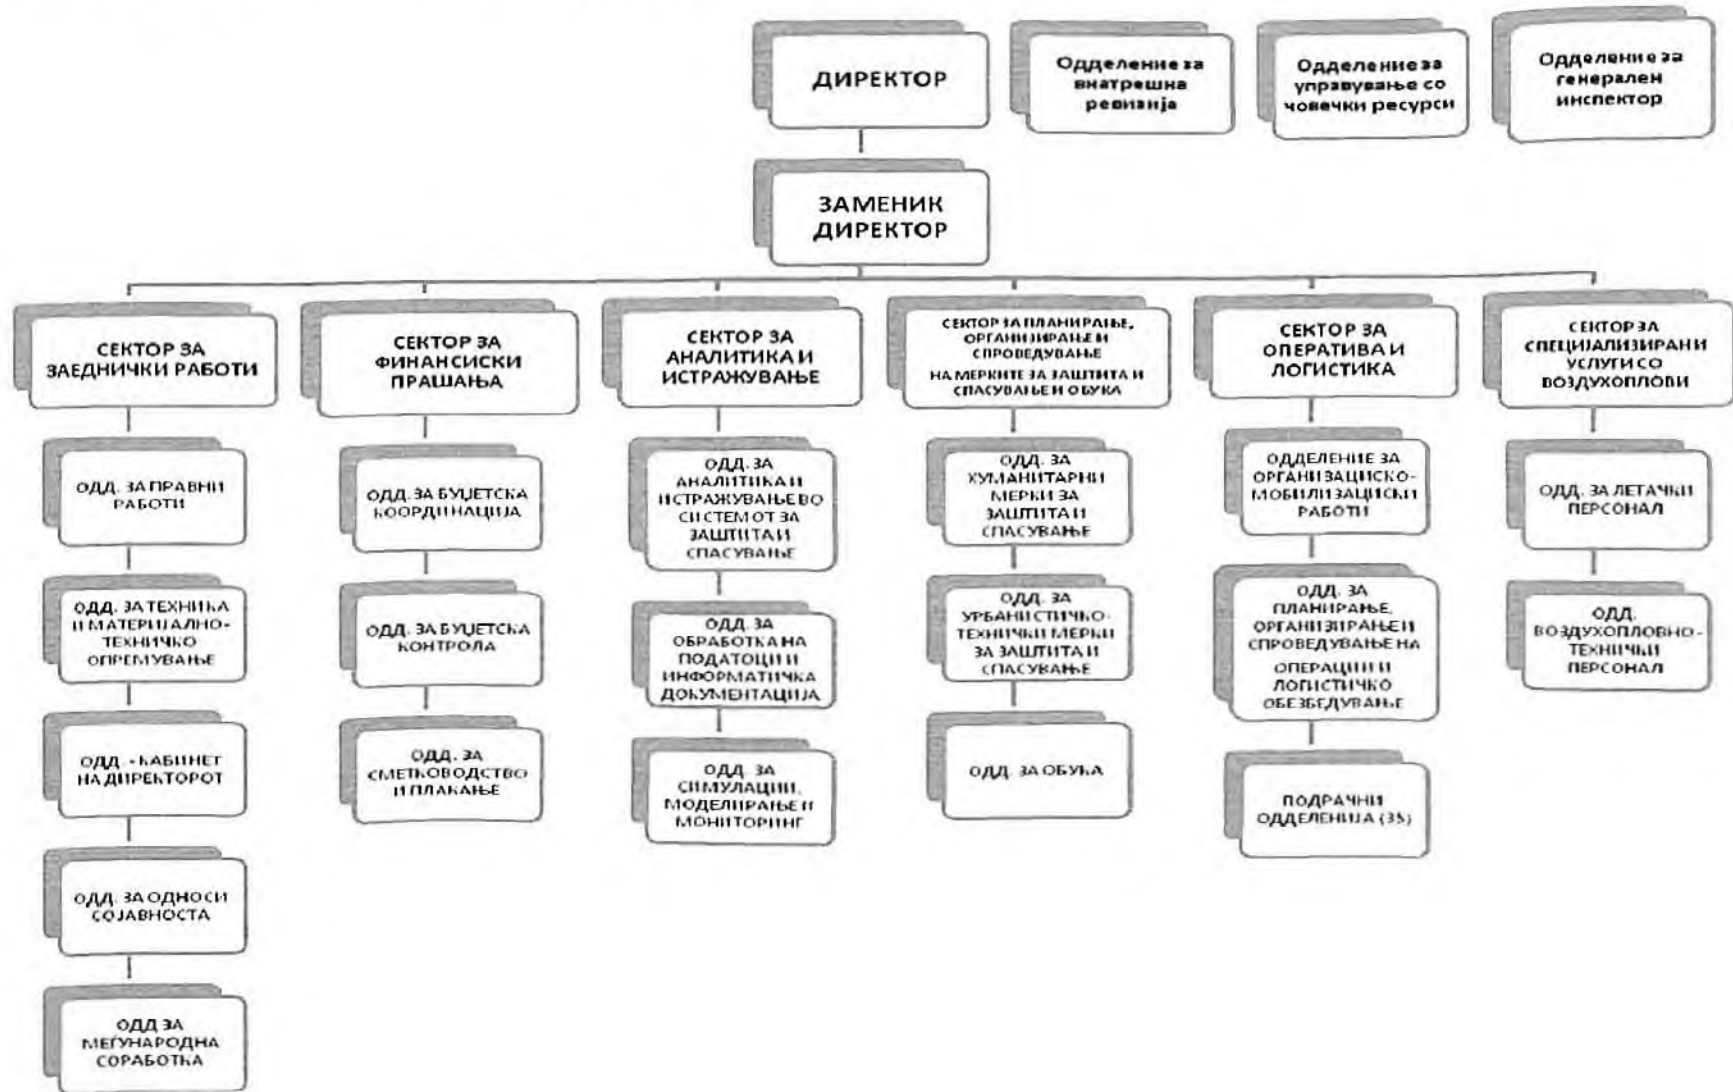 ДИРЕКТОР
Одделение за
внатрешна
ревизија
Одделение за
управување со
човечки ресурси
Одделение за
генерален
инспектор
ЗАМЕНИК
ДИРЕКТОР
СЕКТОР ЗА
ЗАЕДНИЧКИ РАБОТИ
ОДД. ЗА ПРАВНИ
РАБОТИ
ОДД. ЗА ТЕХНИКА
И МАТЕРИЈАЛНО-
ТЕХНИЧКО
ОПРЕМУВАЊЕ
ОДД. - КАБИНЕТ
НА ДИРЕКТОРОТ
ОДД. ЗА ОДНОСИ
СО ЈАВНОСТА
ОДД ЗА
МЕЃУНАРОДНА
СОРАБОТКА
СЕКТОР ЗА
ФИНАНСИСКИ
ПРАШАЊА
ОДД. ЗА БУЏЕТСКА
КООРДИНАЦИЈА
ОДД. ЗА БУЏЕТСКА
КОНТРОЛА
ОДД. ЗА
СМЕТКОВОДСТВО
И ПЛАЌАЊЕ
СЕКТОР ЗА
АНАЛИТИКА И
ИСТРАЖУВАЊЕ
ОДД. ЗА
АНАЛИТИКА И
ИСТРАЖУВАЊЕ ВО
СИСТЕМОТ ЗА
ЗАШТИТА И
СПАСУВАЊЕ
ОДД. ЗА
ОБРАБОТКА НА
ПОДАТОЦИ И
ИНФОРМАТИЧКА
ДОКУМЕНТАЦИЈА
ОДД. ЗА
СИМУЛАЦИИ,
МОДЕЛИРАЊЕ И
МОНИТОРИНГ
СЕКТОР ЗА ПЛАНИРАЊЕ,
ОРГАНИЗИРАЊЕ И
СПРОВЕДУВАЊЕ
НА МЕРКИТЕ ЗА ЗАШТИТА И
СПАСУВАЊЕ И ОБУКА
ОДД. ЗА
ХУМАНИТАРНИ
МЕРКИ ЗА
ЗАШТИТА И
СПАСУВАЊЕ
ОДД. ЗА
УРБАНИСТИЧКО-
ТЕХНИЧКИ МЕРКИ
ЗА ЗАШТИТА И
СПАСУВАЊЕ
ОДД. ЗА ОБУКА
СЕКТОР ЗА
ОПЕРАТИВА И
ЛОГИСТИКА
ОДДЕЛЕНИЕ ЗА
ОРГАНИЗАЦИСКО-
МОБИЛИЗАЦИСКИ
РАБОТИ
ОДД. ЗА
ПЛАНИРАЊЕ,
ОРГАНИЗИРАЊЕ И
СПРОВЕДУВАЊЕ НА
ОПЕРАЦИИ И
ЛОГИСТИЧКО
ОБЕЗБЕДУВАЊЕ
ПОДРАЧНИ
ОДДЕЛЕНИЈА (35)
СЕКТОР ЗА
СПЕЦИЈАЛИЗИРАНИ
УСЛУГИ СО
ВОЗДУХОПЛОВИ
ОДД. ЗА ЛЕТАЧКИ
ПЕРСОНАЛ
ОДД.
ВОЗДУХОПЛОВНО-
ТЕХНИЧКИ
ПЕРСОНАЛ